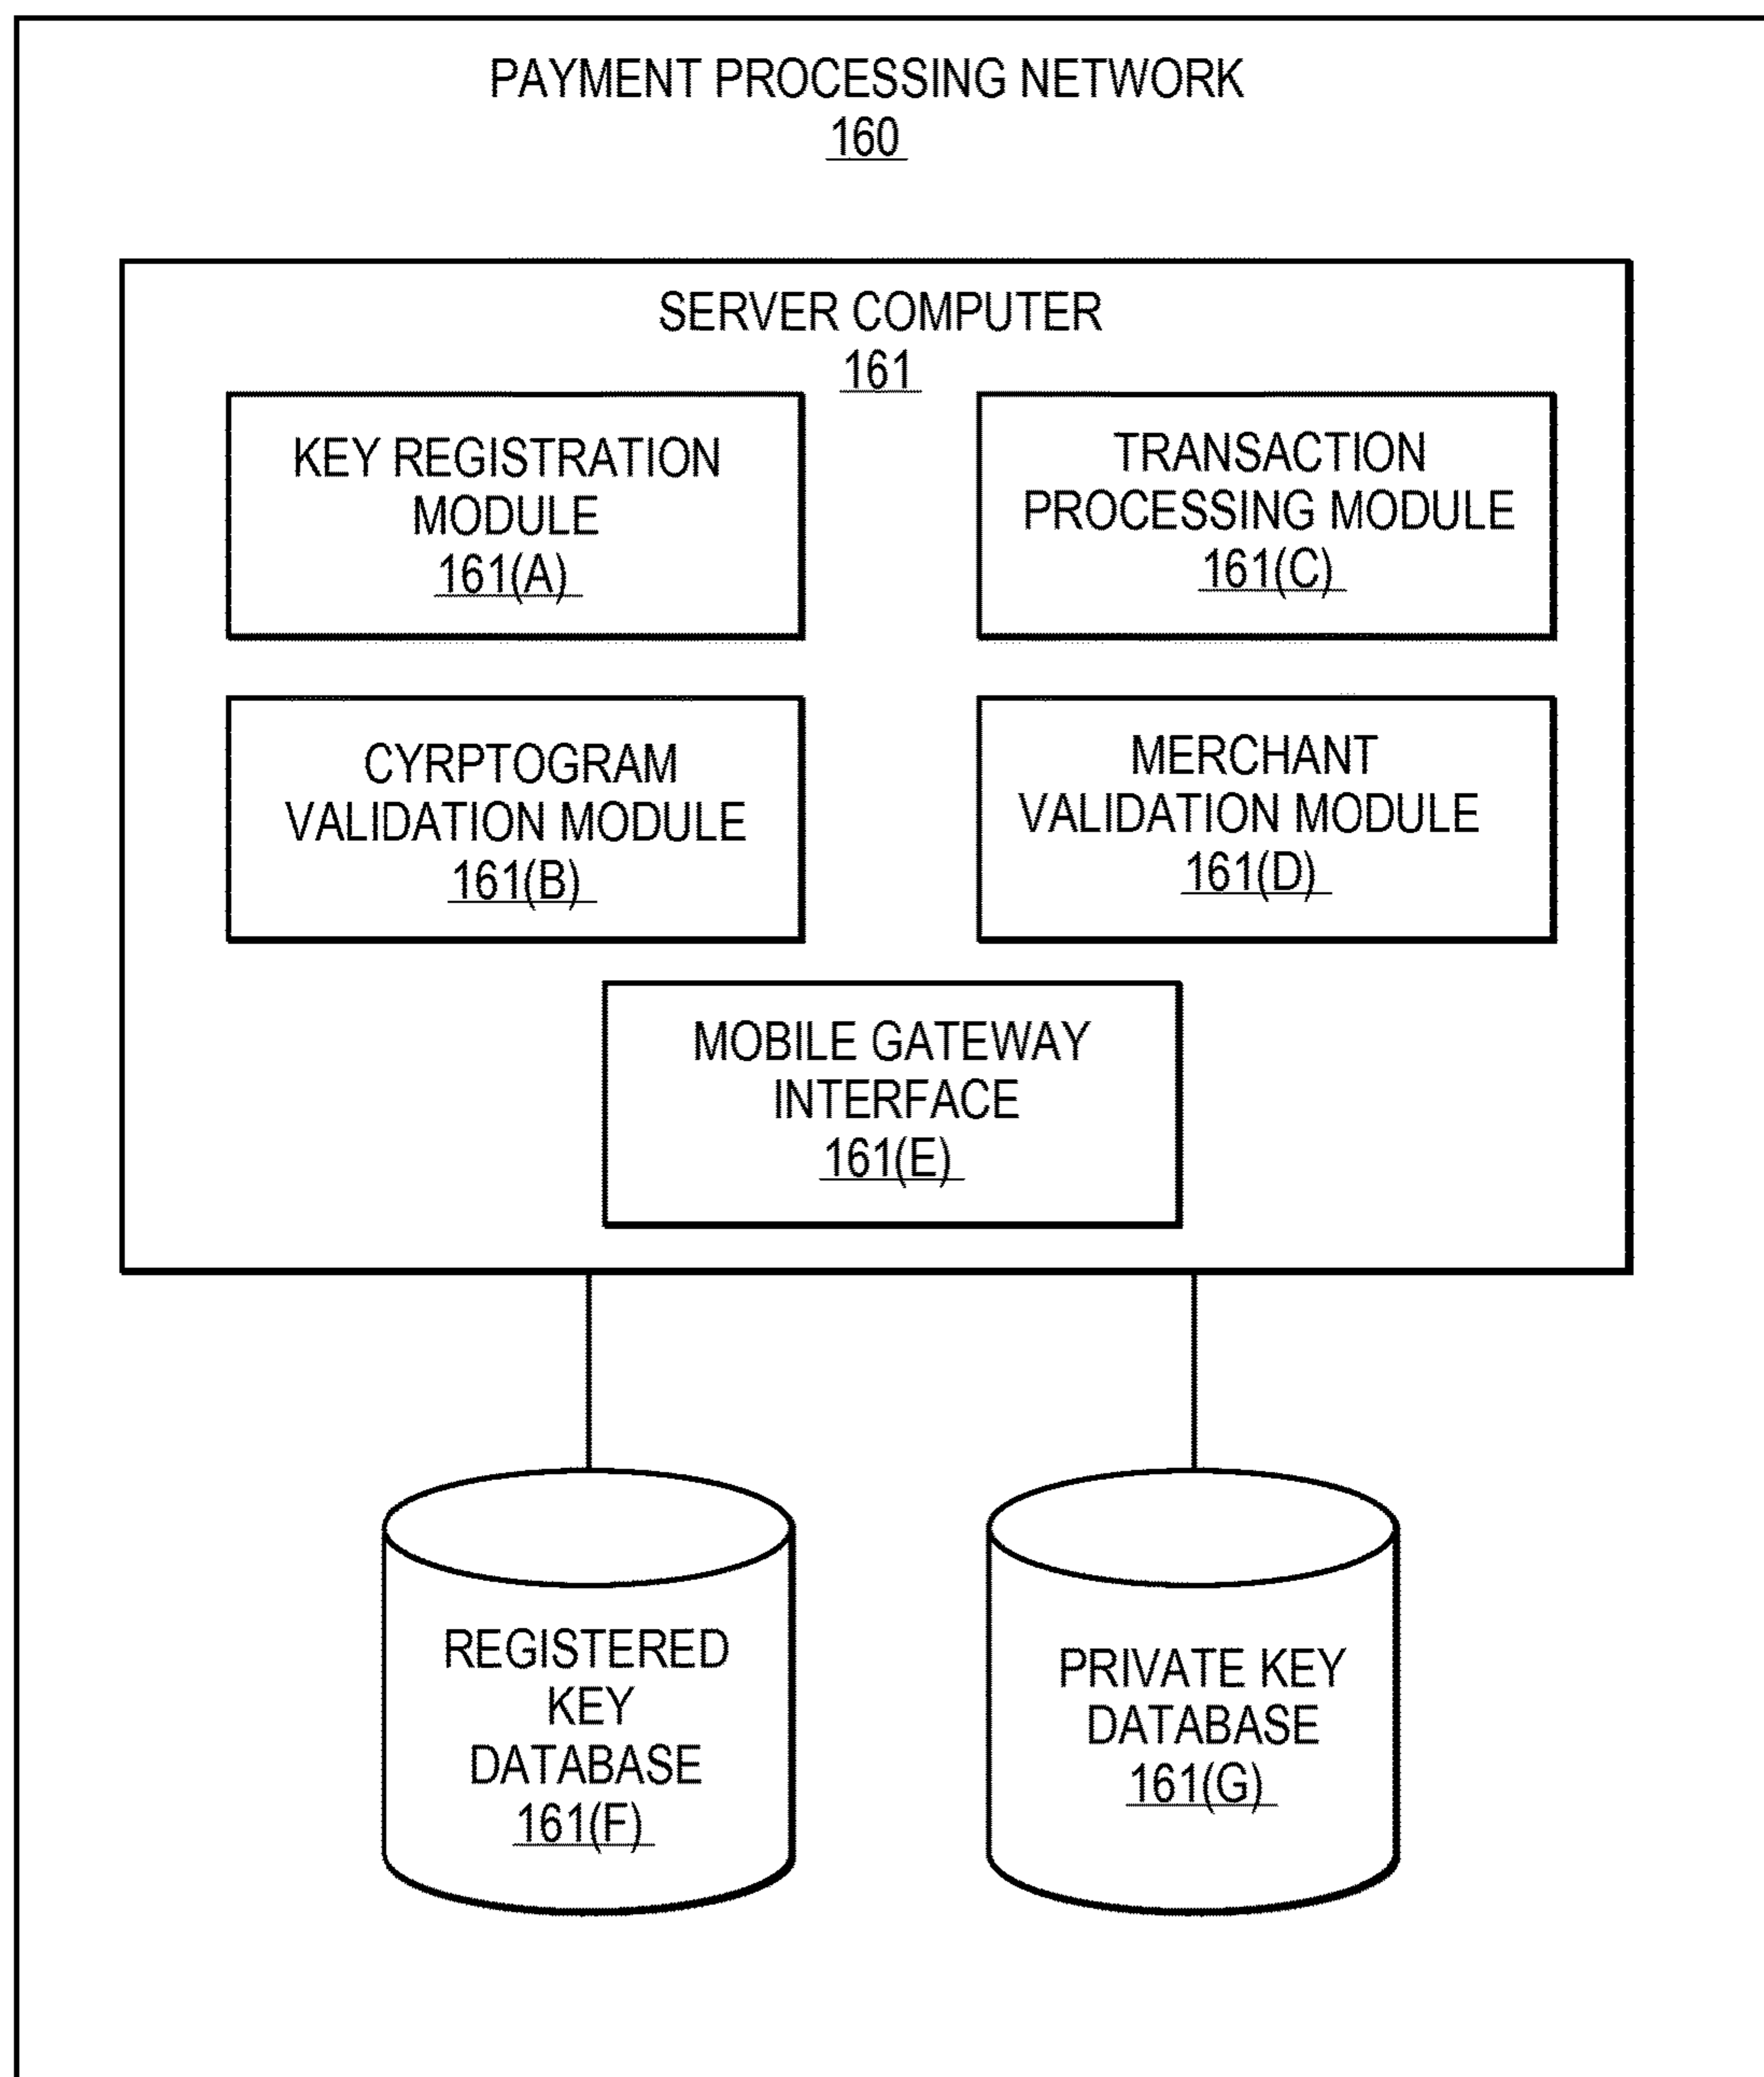 PAYMENT PROCESSING NETWORK
160
SERVER COMPUTER
161
KEY REGISTRATION
MODULE
161(A)
TRANSACTION
PROCESSING MODULE
161(C)
CYRPTOGRAM
VALIDATION MODULE
161(B)
MERCHANT
VALIDATION MODULE
161(D)
MOBILE GATEWAY
INTERFACE
161(E)
REGISTERED
KEY
DATABASE
161(F)
PRIVATE KEY
DATABASE
161(G)